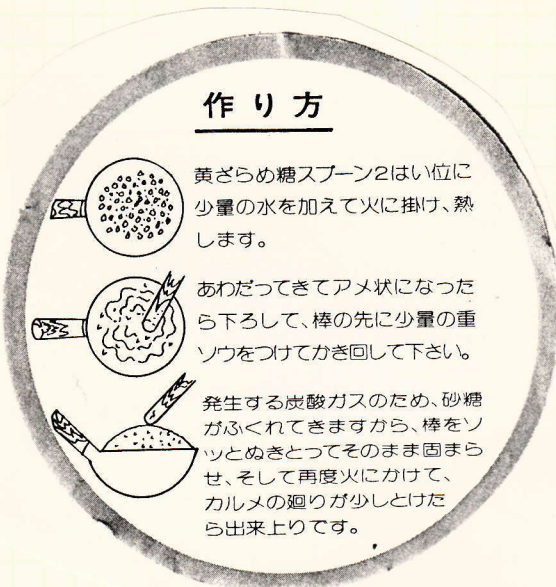 作り方
黄ざらめ糖スプーン2はい位に
少量の水を加えて火に掛け、熱
します。
あわだってきてアメ状になった
ら下ろして、棒の先に少量の重
ソウをつけてかき回して下さい。
発生する炭酸ガスのため、砂糖
がふくれてきますから、棒をソ
ッとぬきとってそのまま固まら
せ、そして再度火にかけて、
カルメの廻りが少しとけた
ら出来上りです。